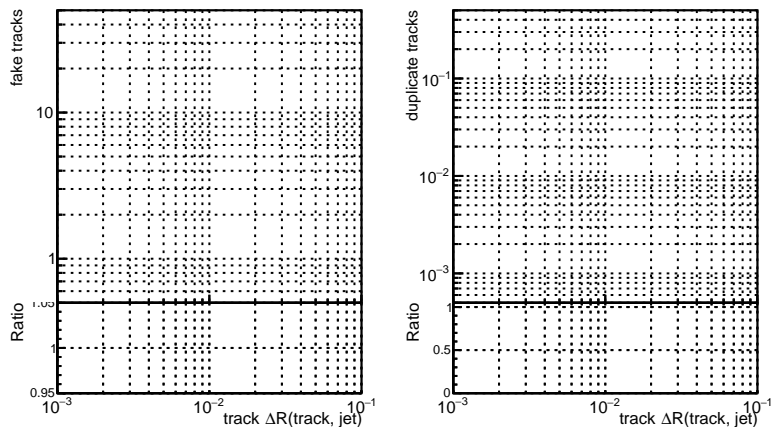 fake tracks
10
1
Ratio
1.05
1
0.95
10⁻³
10⁻²
10⁻¹
track ΔR(track, jet)
duplicate tracks
10⁻¹
10⁻²
10⁻³
Ratio
1
0.5
0
10⁻³
10⁻²
10⁻¹
track ΔR(track, jet)